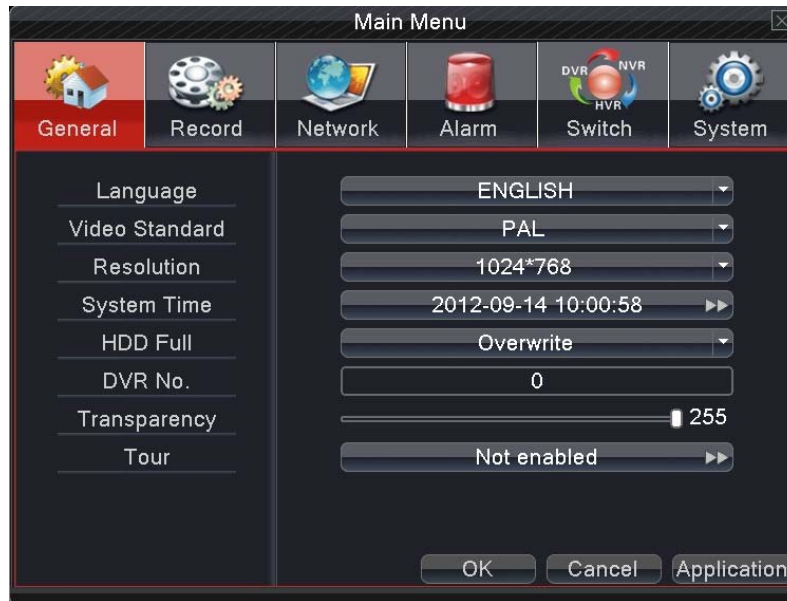 Main Menu
DVR NVR
HVR
General Record Network Alarm Switch System
Language ENGLISH
Video Standard PAL
Resolution 1024*768
System Time 2012-09-14 10:00:58
HDD Full Overwrite
DVR No. 0
Transparency 255
Tour Not enabled
OK Cancel Application